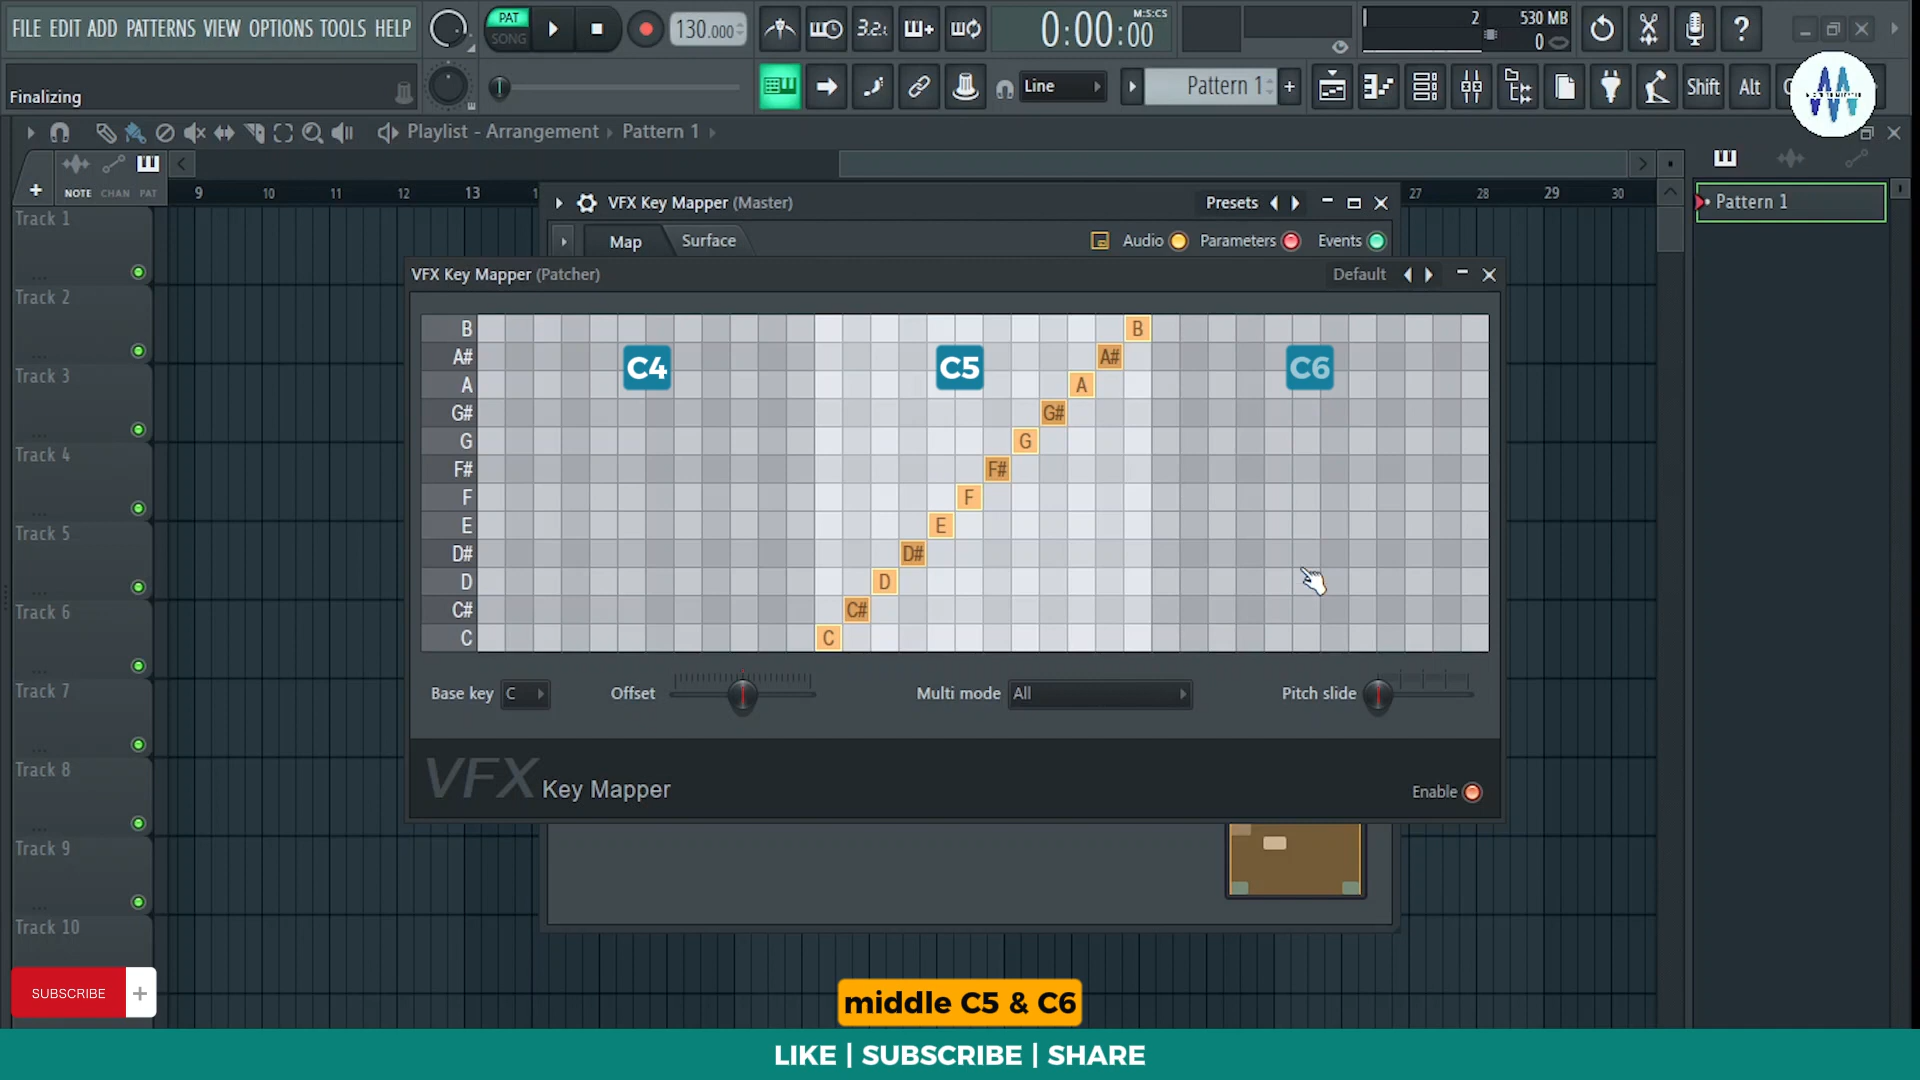 FILE EDIT ADD PATTERNS VIEW OPTIONS TOOLS HELP
PAT
SONG
130.000
3.2.
0:00:00
M:S:CS
2
530 MB
0
Finalizing
Line
Pattern 1
Shift
Alt
Playlist - Arrangement
Pattern 1
NOTE CHAN PAT
9 10 11 12 13
27 28 29 30
Pattern 1
Track 1
Track 2
Track 3
Track 4
Track 5
Track 6
Track 7
Track 8
Track 9
Track 10
VFX Key Mapper (Master)
Presets
Map
Surface
Audio
Parameters
Events
VFX Key Mapper (Patcher)
Default
B B
C4 C5 C6
A# A#
A A
G# G#
G G
F# F#
F F
E E
D# D#
D D
C# C#
C C
Base key C
Offset
Multi mode All
Pitch slide
VFX Key Mapper
Enable
SUBSCRIBE +
middle C5 & C6
LIKE | SUBSCRIBE | SHARE